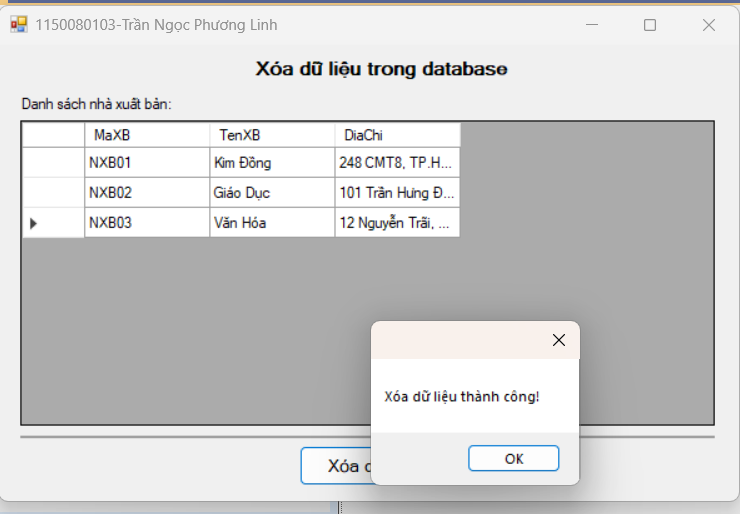 1150080103-Trần Ngọc Phương Linh
Xóa dữ liệu trong database
Danh sách nhà xuất bản:
MaXB TenXB DiaChi
NXB01 Kim Đồng 248 CMT8, TP.H...
NXB02 Giáo Dục 101 Trần Hưng Đ...
NXB03 Văn Hóa 12 Nguyễn Trãi, ...
Xóa dữ liệu thành công!
OK
Xóa